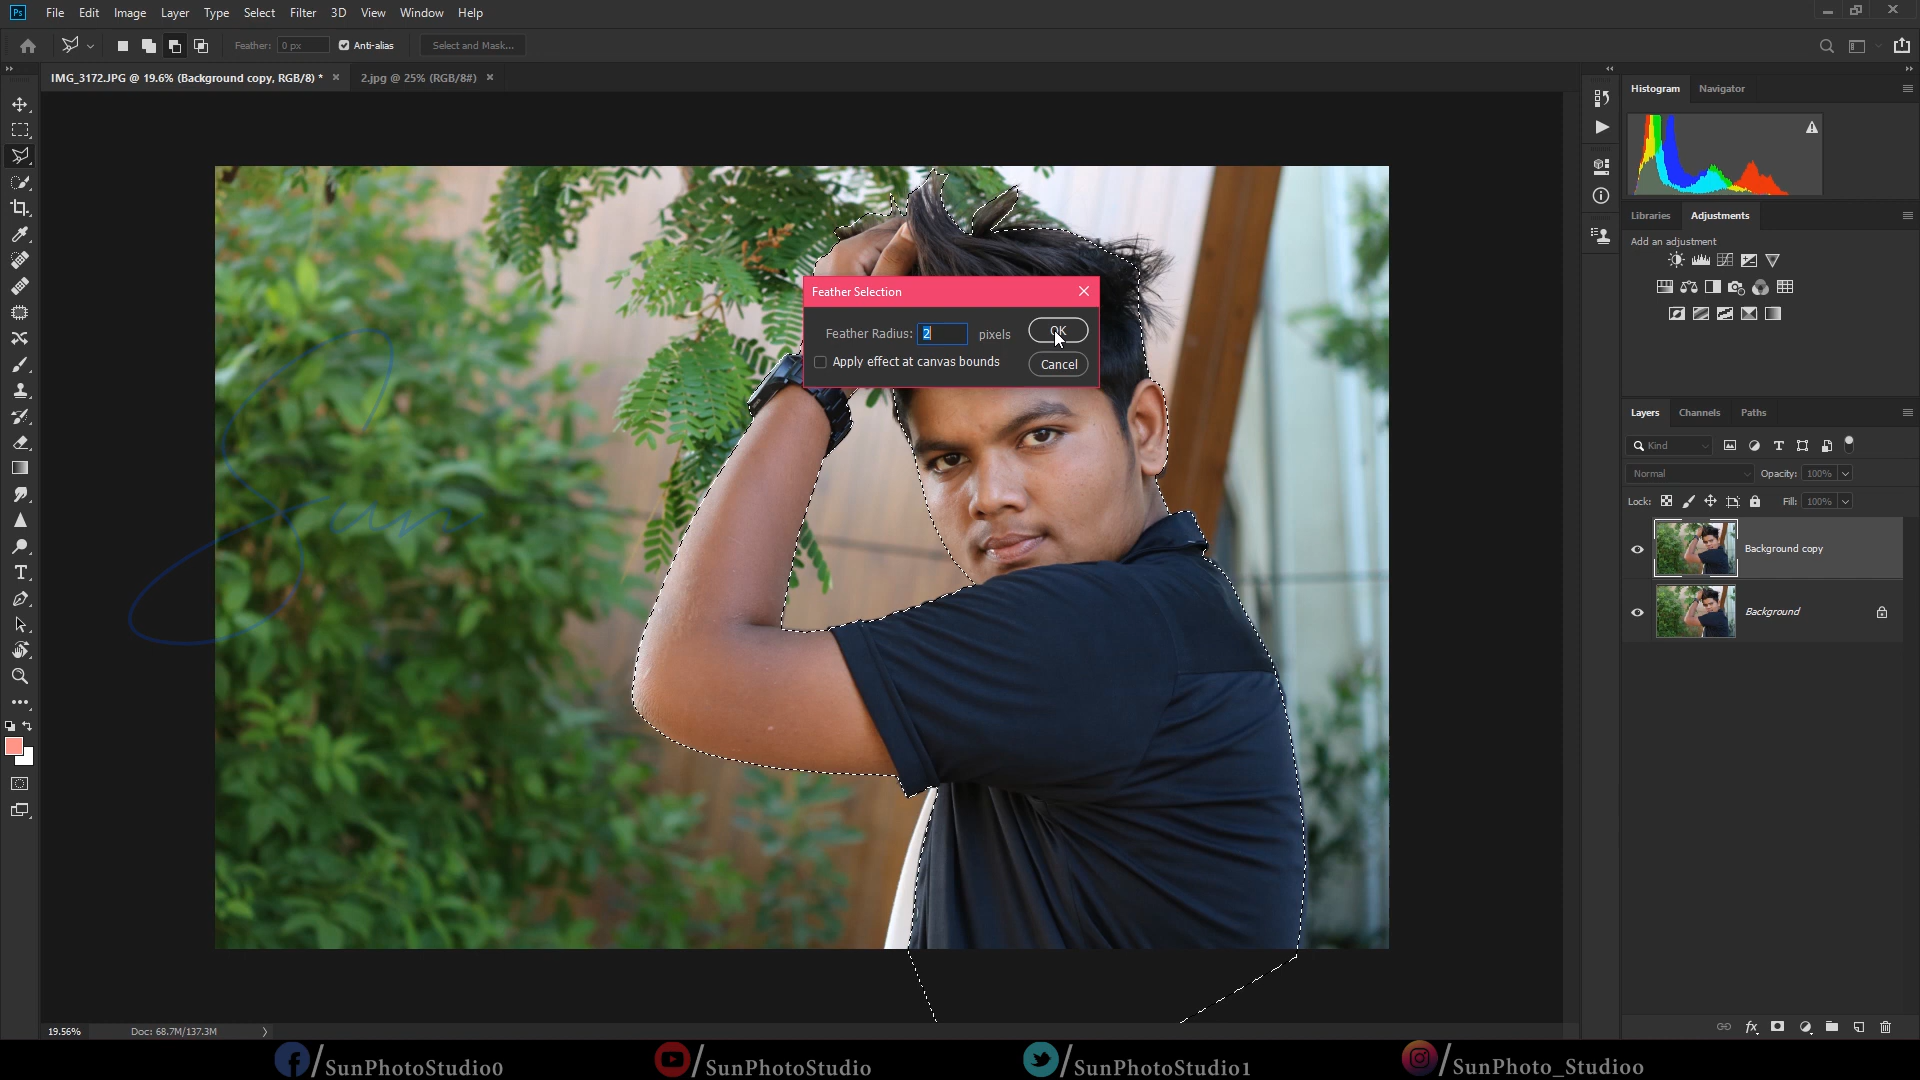 Ps File Edit Image Layer Type Select Filter 3D View Window Help
Feather: 0 px Anti-alias Select and Mask...
IMG_3172.JPG @ 19.6% (Background copy, RGB/8) * 2.jpg @ 25% (RGB/8#)
Histogram Navigator
Libraries Adjustments
Add an adjustment
Feather Selection
Feather Radius: 2 pixels OK
Apply effect at canvas bounds Cancel
Layers Channels Paths
Kind
Normal Opacity: 100%
Lock: Fill: 100%
Sun
Background copy
Background
19.56% Doc: 68.7M/137.3M
/SunPhotoStudio0 /SunPhotoStudio /SunPhotoStudio1 /SunPhoto_Studioo